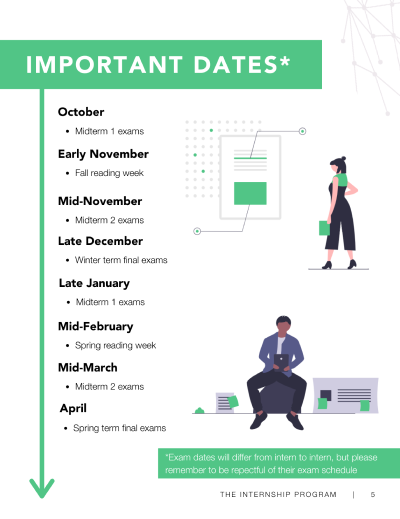 IMPORTANT DATES*
October
• Midterm 1 exams
Early November
• Fall reading week
Mid-November
• Midterm 2 exams
Late December
• Winter term final exams
Late January
• Midterm 1 exams
Mid-February
• Spring reading week
Mid-March
• Midterm 2 exams
April
• Spring term final exams
*Exam dates will differ from intern to intern, but please
remember to be repectful of their exam schedule
THE INTERNSHIP PROGRAM | 5